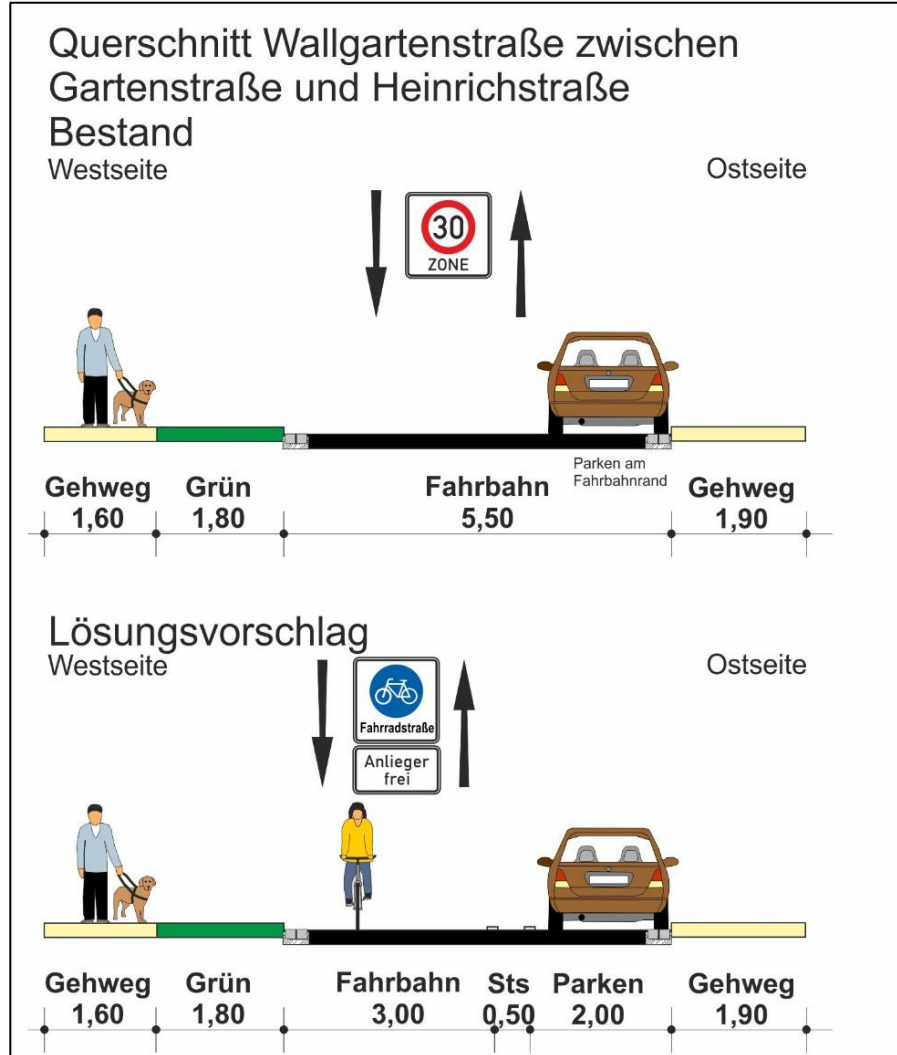 Querschnitt Wallgartenstraße zwischen
Gartenstraße und Heinrichstraße
Bestand
Westseite
Ostseite
30
ZONE
Parken am
Fahrbahnrand
Gehweg Grün Fahrbahn Gehweg
1,60 1,80 5,50 1,90
Lösungsvorschlag
Westseite
Ostseite
Fahrradstraße
Anlieger
frei
Gehweg Grün Fahrbahn Sts Parken Gehweg
1,60 1,80 3,00 0,50 2,00 1,90